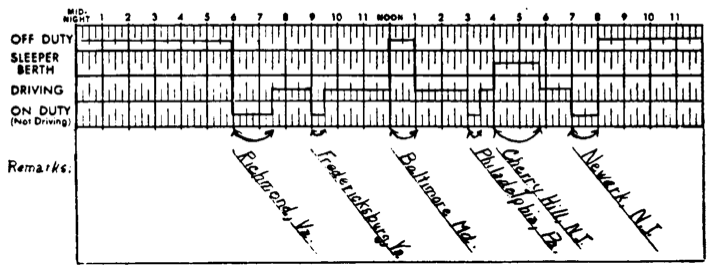 MID-
NIGHT 1 2 3 4 5 6 7 8 9 10 11 NOON 1 2 3 4 5 6 7 8 9 10 11
OFF DUTY
SLEEPER
BERTH
DRIVING
ON DUTY
(Not Driving)
Remarks:
Richmond, Va.
Fredericksburg, Va.
Baltimore Md.
Philadelphia, Pa.
Cherry Hill, N.J.
Newark, N.J.